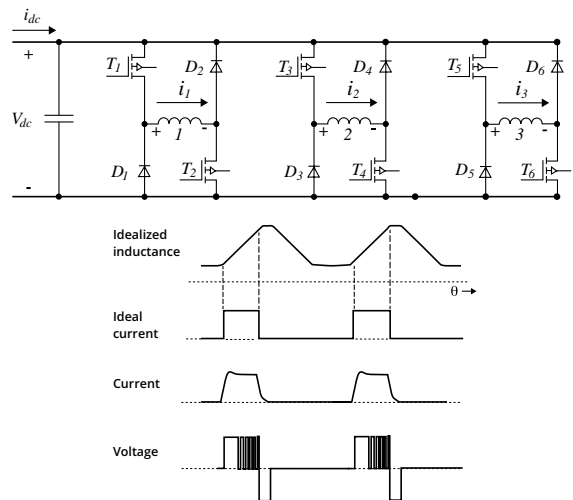 i_dc
+
T_1 D_2 T_3 D_4 T_5 D_6
i_1 i_2 i_3
V_dc
+ 1 - + 2 - + 3 -
D_1 T_2 D_3 T_4 D_5 T_6
-
Idealized
inductance
θ →
Ideal
current
Current
Voltage